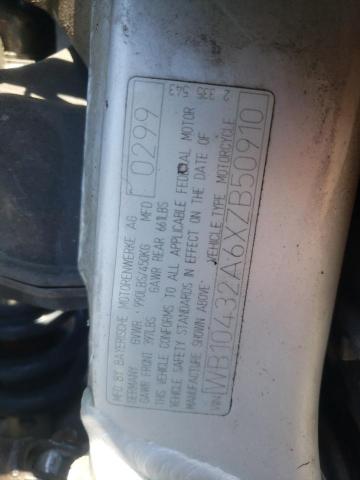 MFD. BY BAYERISCHE MOTORENWERKE AG
GERMANY. GVWR: 990LBS/450KG MFD 0299
GAWR FRONT 397LBS GAWR REAR 661LBS
THIS VEHICLE CONFORMS TO ALL APPLICABLE FEDERAL MOTOR
VEHICLE SAFETY STANDARDS IN EFFECT ON THE DATE OF
MANUFACTURE SHOWN ABOVE VEHICLE TYPE MOTORCYCLE
VIN WB10432A6XZB50910
2 335 543